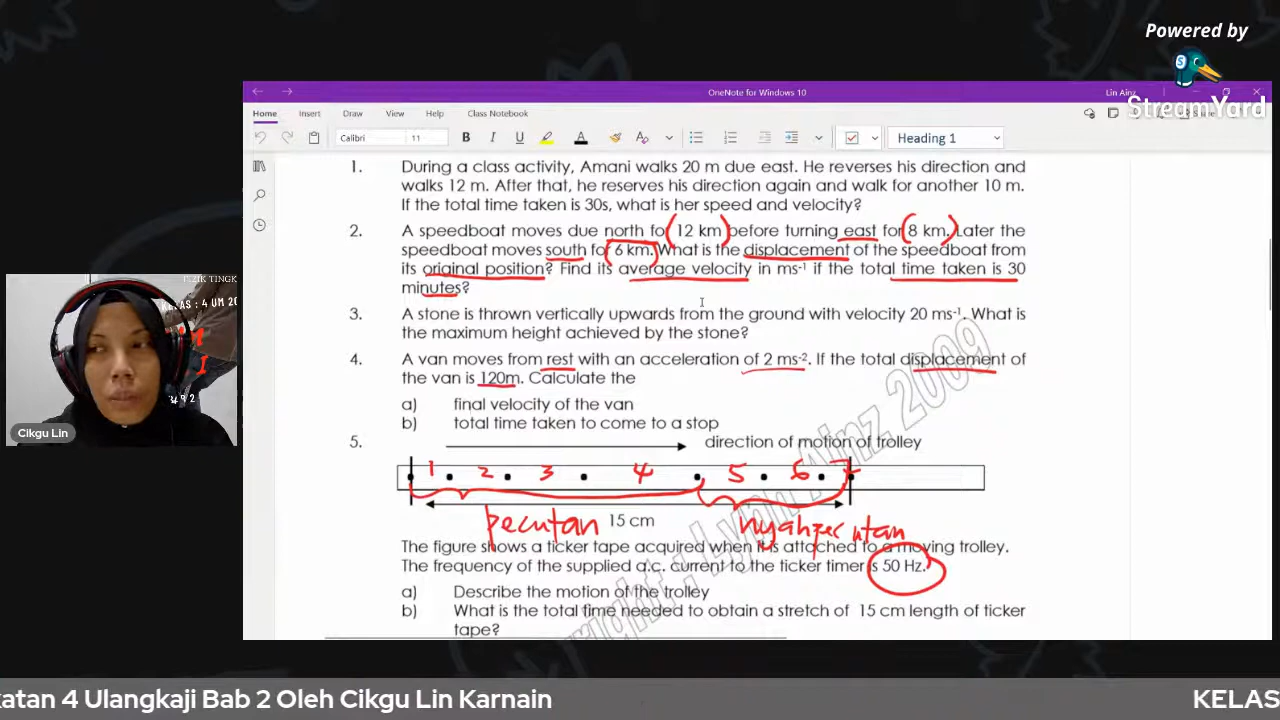 Powered by
StreamYard
OneNote for Windows 10
Lin Ainz
Home Insert Draw View Help Class Notebook
Calibri 11 B I U A Heading 1
1. During a class activity, Amani walks 20 m due east. He reverses his direction and
walks 12 m. After that, he reserves his direction again and walk for another 10 m.
If the total time taken is 30s, what is her speed and velocity?
2. A speedboat moves due north fo (12 km) before turning east for (8 km. Later the
speedboat moves south for 6 km. What is the displacement of the speedboat from
its original position? Find its average velocity in ms-¹ if the total time taken is 30
minutes?
3. A stone is thrown vertically upwards from the ground with velocity 20 ms-¹. What is
the maximum height achieved by the stone?
4. A van moves from rest with an acceleration of 2 ms-². If the total displacement of
the van is 120m. Calculate the
a) final velocity of the van
b) total time taken to come to a stop
5. direction of motion of trolley
1 2 3 4 5 6 7
15 cm
pecutan nyahpecutan
The figure shows a ticker tape acquired when it is attached to a moving trolley.
The frequency of the supplied a.c. current to the ticker timer is 50 Hz.
a) Describe the motion of the trolley
b) What is the total time needed to obtain a stretch of 15 cm length of ticker
tape?
FIZIK TINGK
KELAS : 4 UM 20
Cikgu Lin
katan 4 Ulangkaji Bab 2 Oleh Cikgu Lin Karnain
KELAS